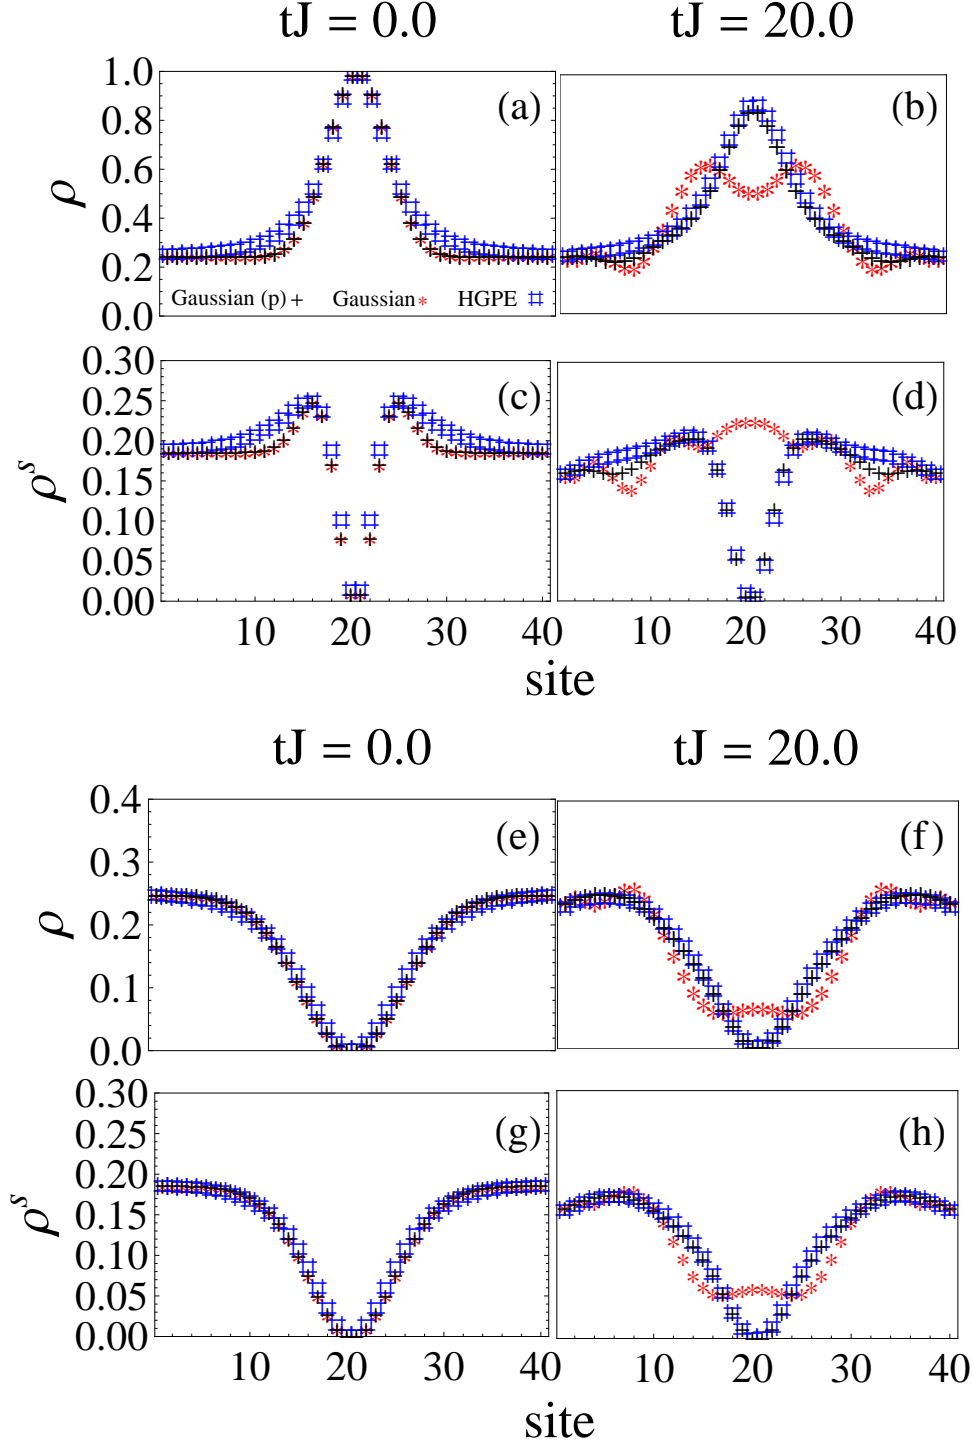 tJ = 0.0 tJ = 20.0
1.0 (a) (b)
0.8
0.6
ρ
0.4
0.2
Gaussian (p) + Gaussian * HGPE #
0.0
0.30 (c) (d)
0.25
0.20
ρˢ 0.15
0.10
0.05
0.00
10 20 30 40 10 20 30 40
site
tJ = 0.0 tJ = 20.0
0.4 (e) (f)
0.3
ρ 0.2
0.1
0.0
0.30 (g) (h)
0.25
0.20
ρˢ 0.15
0.10
0.05
0.00
10 20 30 40 10 20 30 40
site